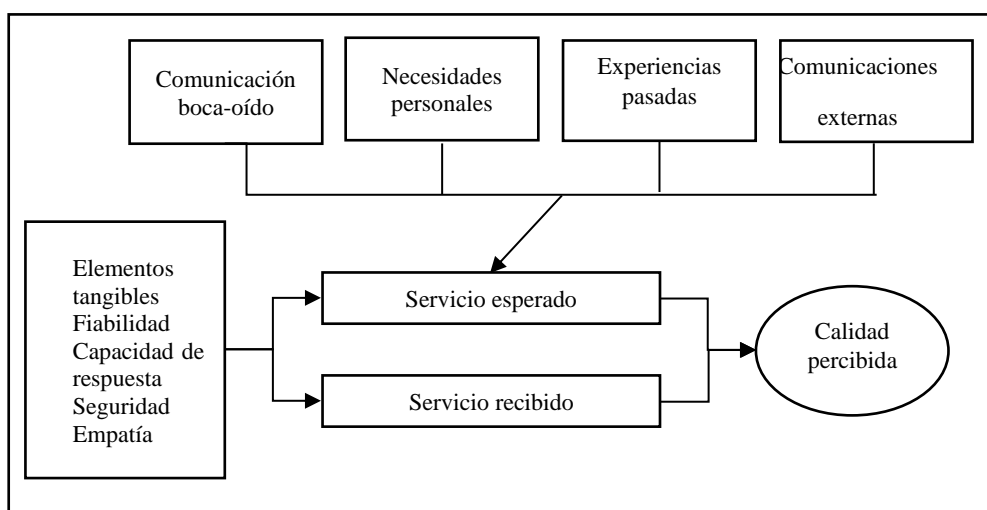 Comunicación
boca-oído
Necesidades
personales
Experiencias
pasadas
Comunicaciones
externas
Elementos
tangibles
Fiabilidad
Capacidad de
respuesta
Seguridad
Empatía
Servicio esperado
Servicio recibido
Calidad
percibida